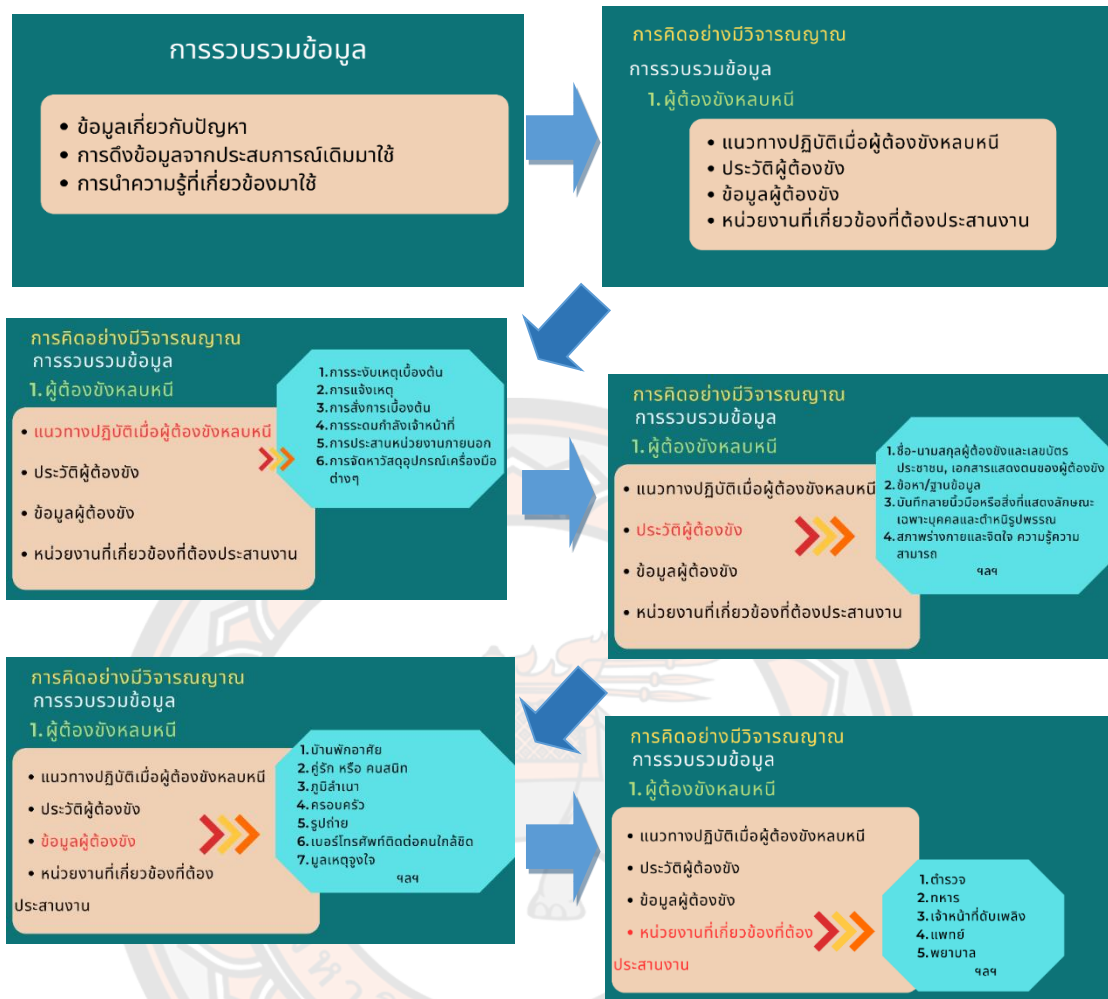 การรวบรวมข้อมูล
• ข้อมูลเกี่ยวกับปัญหา
• การดึงข้อมูลจากประสบการณ์เดิมมาใช้
• การนำความรู้ที่เกี่ยวข้องมาใช้
การคิดอย่างมีวิจารณญาณ
การรวบรวมข้อมูล
1. ผู้ต้องขังหลบหนี
• แนวทางปฏิบัติเมื่อผู้ต้องขังหลบหนี
• ประวัติผู้ต้องขัง
• ข้อมูลผู้ต้องขัง
• หน่วยงานที่เกี่ยวข้องที่ต้องประสานงาน
การคิดอย่างมีวิจารณญาณ
การรวบรวมข้อมูล
1. ผู้ต้องขังหลบหนี
• แนวทางปฏิบัติเมื่อผู้ต้องขังหลบหนี
• ประวัติผู้ต้องขัง
• ข้อมูลผู้ต้องขัง
• หน่วยงานที่เกี่ยวข้องที่ต้องประสานงาน
1. การระงับเหตุเบื้องต้น
2. การแจ้งเหตุ
3. การสั่งการเบื้องต้น
4. การระดมกำลังเจ้าหน้าที่
5. การประสานหน่วยงานภายนอก
6. การจัดหาวัสดุอุปกรณ์เครื่องมือ
ต่างๆ
การคิดอย่างมีวิจารณญาณ
การรวบรวมข้อมูล
1. ผู้ต้องขังหลบหนี
• แนวทางปฏิบัติเมื่อผู้ต้องขังหลบหนี
• ประวัติผู้ต้องขัง
• ข้อมูลผู้ต้องขัง
• หน่วยงานที่เกี่ยวข้องที่ต้องประสานงาน
1. ชื่อ-นามสกุลผู้ต้องขังและเลขบัตร
ประชาชน, เอกสารแสดงตนของผู้ต้องขัง
2. ข้อหา/ฐานข้อมูล
3. บันทึกลายนิ้วมือหรือสิ่งที่แสดงลักษณะ
เฉพาะบุคคลและตำหนิรูปพรรณ
4. สภาพร่างกายและจิตใจ ความรู้ความ
สามารถ
ฯลฯ
การคิดอย่างมีวิจารณญาณ
การรวบรวมข้อมูล
1. ผู้ต้องขังหลบหนี
• แนวทางปฏิบัติเมื่อผู้ต้องขังหลบหนี
• ประวัติผู้ต้องขัง
• ข้อมูลผู้ต้องขัง
• หน่วยงานที่เกี่ยวข้องที่ต้อง
ประสานงาน
1. บ้านพักอาศัย
2. คู่รัก หรือ คนสนิท
3. ภูมิลำเนา
4. ครอบครัว
5. รูปถ่าย
6. เบอร์โทรศัพท์ติดต่อคนใกล้ชิด
7. มูลเหตุจูงใจ
ฯลฯ
การคิดอย่างมีวิจารณญาณ
การรวบรวมข้อมูล
1. ผู้ต้องขังหลบหนี
• แนวทางปฏิบัติเมื่อผู้ต้องขังหลบหนี
• ประวัติผู้ต้องขัง
• ข้อมูลผู้ต้องขัง
• หน่วยงานที่เกี่ยวข้องที่ต้อง
ประสานงาน
1. ตำรวจ
2. ทหาร
3. เจ้าหน้าที่ดับเพลิง
4. แพทย์
5. พยาบาล
ฯลฯ